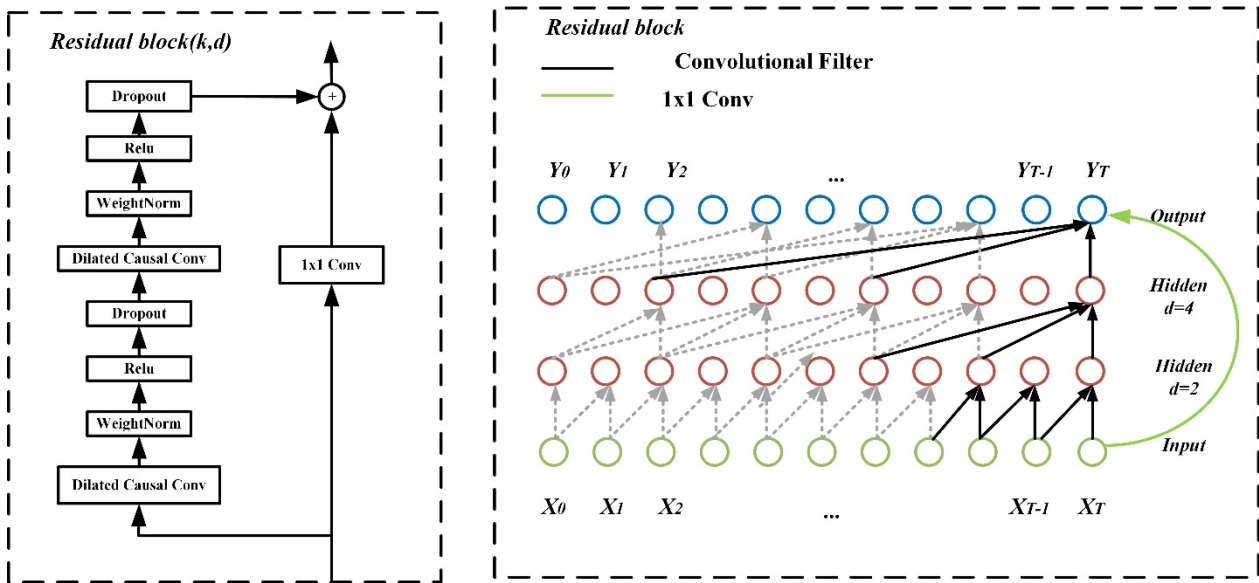 Residual block(k,d)
+
Dropout
Relu
WeightNorm
Dilated Causal Conv
1x1 Conv
Dropout
Relu
WeightNorm
Dilated Causal Conv
Residual block
Convolutional Filter
1x1 Conv
Y0 Y1 Y2 ... YT-1 YT
Output
Hidden
d=4
Hidden
d=2
Input
X0 X1 X2 ... XT-1 XT